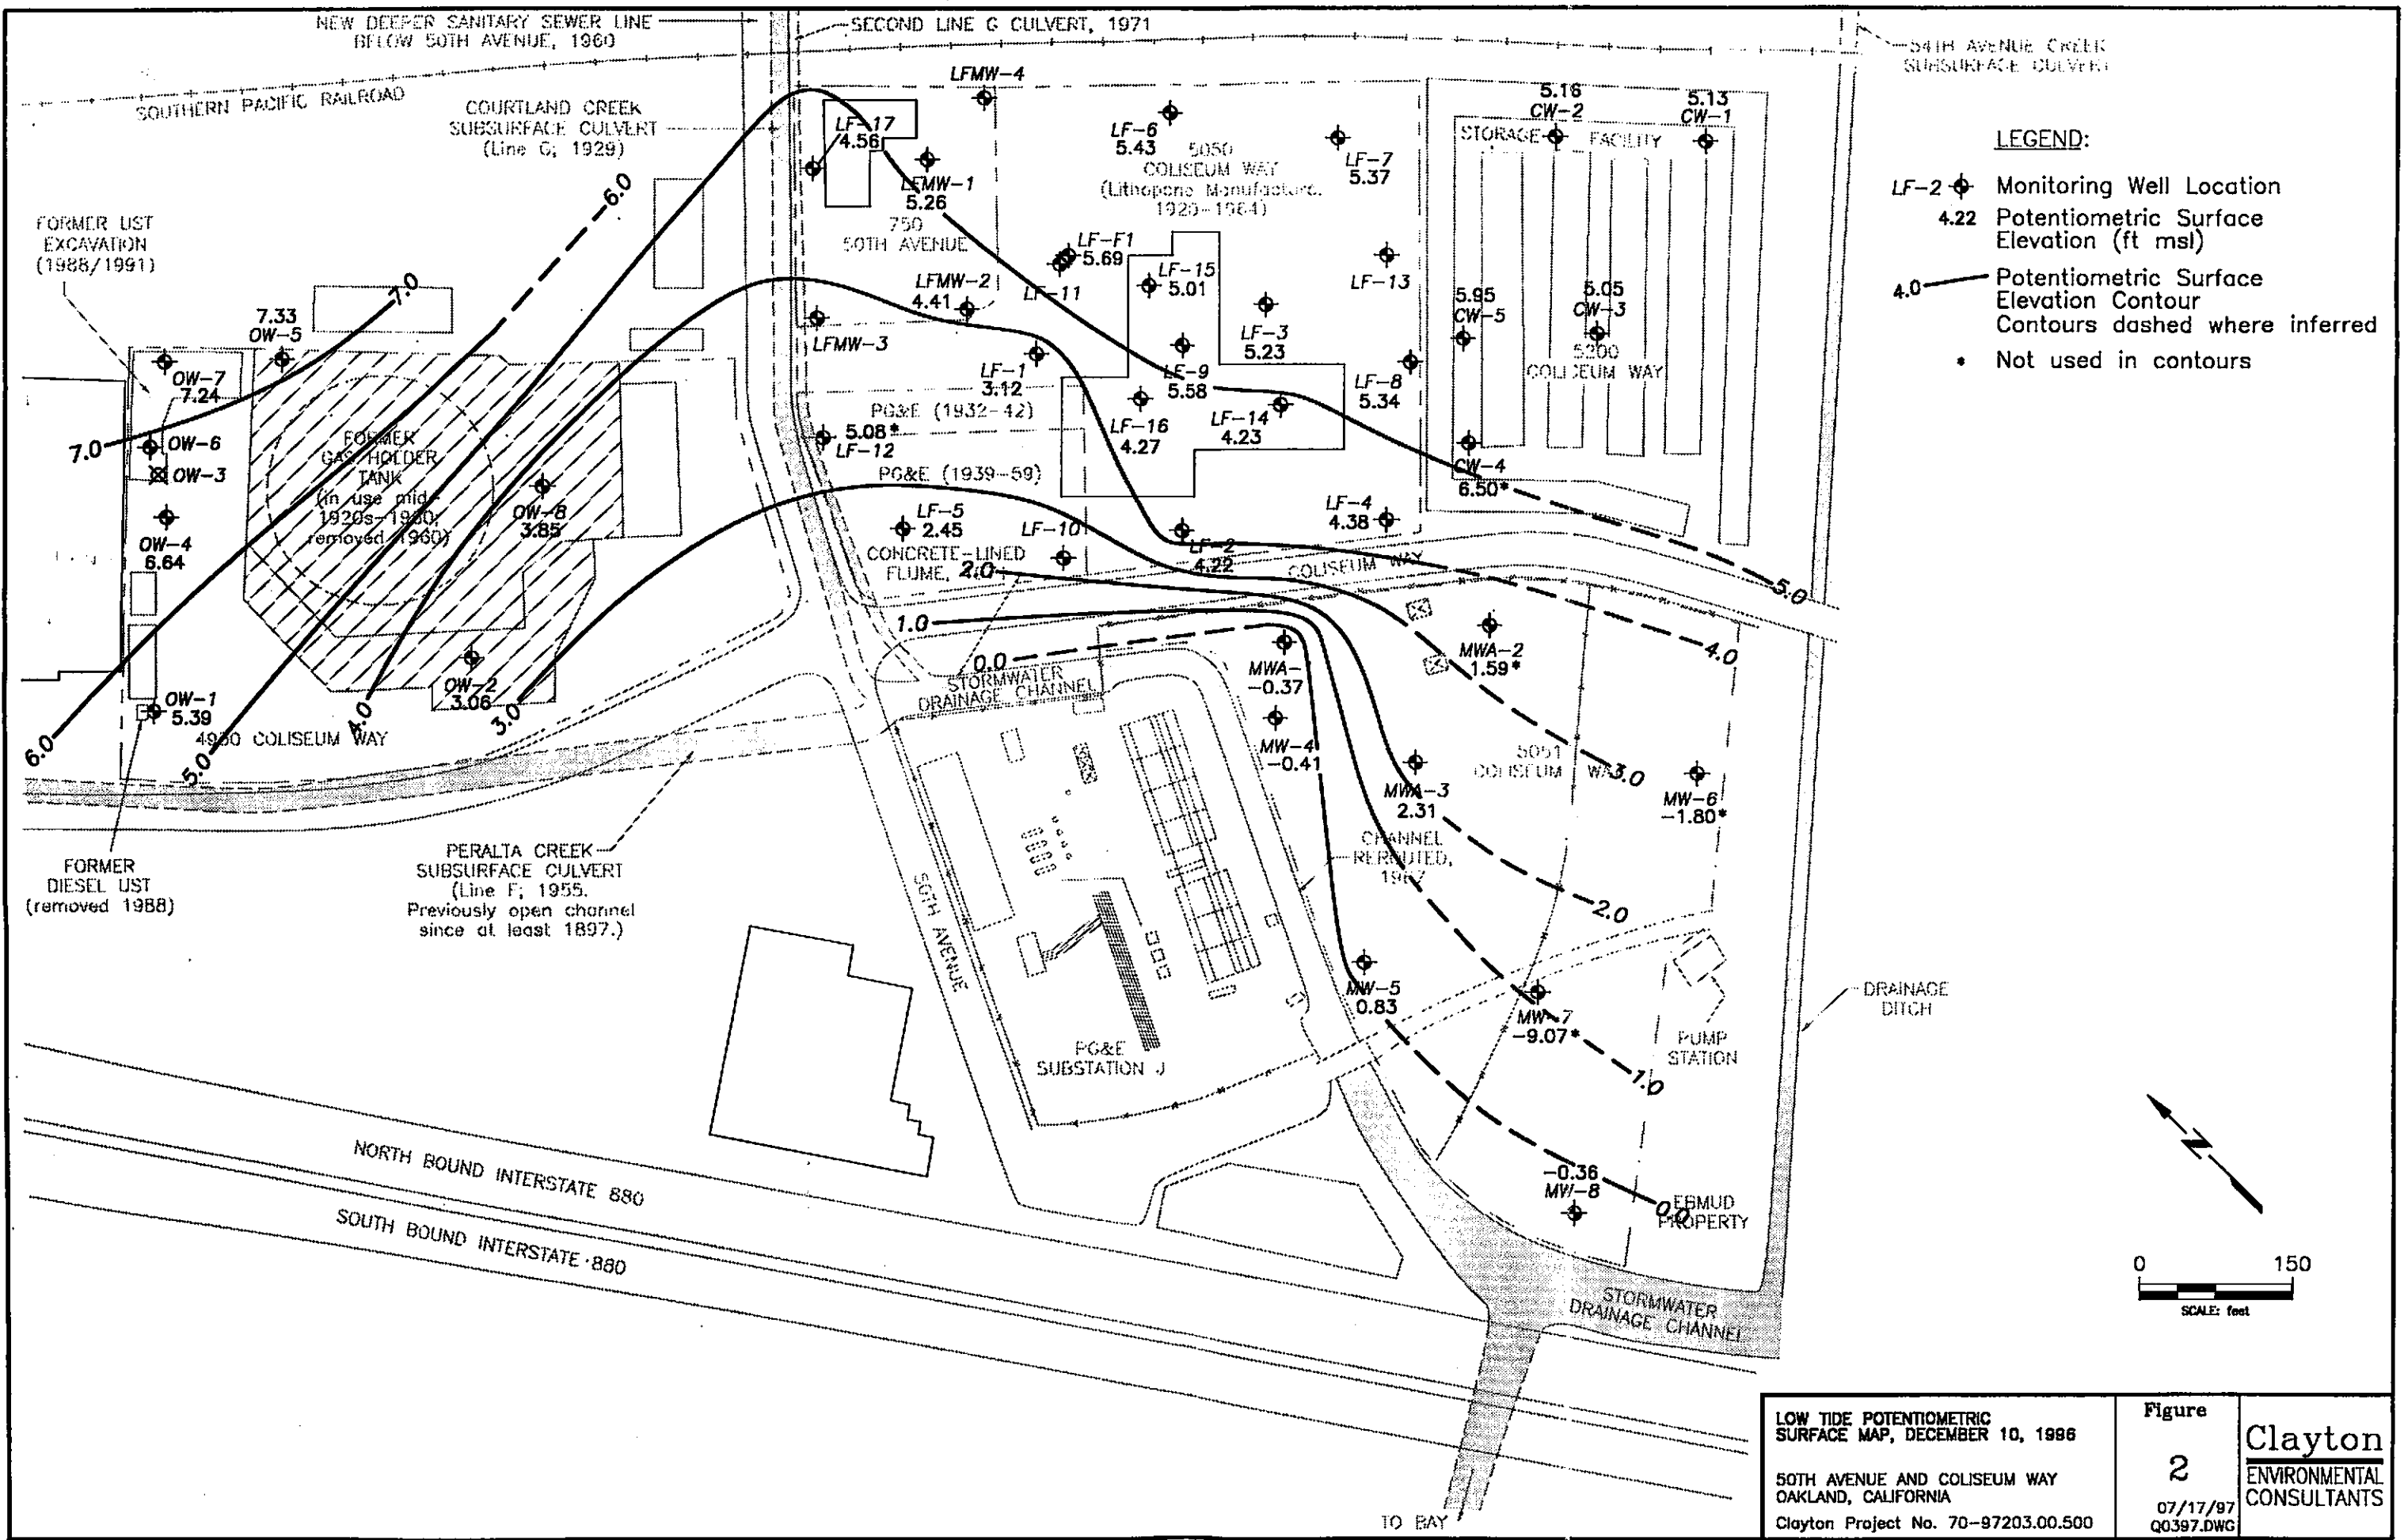 NEW DEEPER SANITARY SEWER LINE
BELOW 50TH AVENUE, 1960
SECOND LINE G CULVERT, 1971
54TH AVENUE CREEK
SUBSURFACE CULVERT
SOUTHERN PACIFIC RAILROAD
COURTLAND CREEK
SUBSURFACE CULVERT
(Line G; 1929)
LFMW-4
LF-17
4.56
LFMW-1
5.26
750
50TH AVENUE
LF-6
5.43
5050
COLISEUM WAY
(Lithopone Manufacture,
1929-1964)
LF-7
5.37
5.16
CW-2
5.13
CW-1
STORAGE FACILITY
LEGEND:
LF-2 Monitoring Well Location
4.22 Potentiometric Surface
Elevation (ft msl)
4.0 Potentiometric Surface
Elevation Contour
Contours dashed where inferred
* Not used in contours
FORMER UST
EXCAVATION
(1988/1991)
6.0
7.0
7.33
OW-5
OW-7
7.24
7.0
OW-6
OW-3
OW-4
6.64
FORMER
GAS HOLDER
TANK
(in use mid-
1920s-1960;
removed 1960)
OW-8
3.85
OW-2
3.06
OW-1
5.39
4930 COLISEUM WAY
6.0
5.0
4.0
3.0
LF-F1
5.69
LF-11
LFMW-2
4.41
LFMW-3
LF-15
5.01
LF-13
LF-3
5.23
5.95
CW-5
5.05
CW-3
5200
COLISEUM WAY
LF-1
3.12
LF-9
5.58
LF-8
5.34
PG&E (1932-42)
5.08*
LF-12
LF-16
4.27
LF-14
4.23
PG&E (1939-59)
CW-4
6.50*
LF-5
2.45
LF-10
LF-4
4.38
LF-2
4.22
CONCRETE-LINED
FLUME,
2.0
COLISEUM WAY
5.0
1.0
0.0
STORMWATER
DRAINAGE CHANNEL
MWA-
-0.37
MWA-2
1.59*
4.0
MW-4
-0.41
MWA-3
2.31
5051
COLISEUM WAY
3.0
MW-6
-1.80*
CHANNEL
REROUTED,
1967
2.0
FORMER
DIESEL UST
(removed 1988)
PERALTA CREEK
SUBSURFACE CULVERT
(Line F; 1955.
Previously open channel
since at least 1897.)
50TH AVENUE
PG&E
SUBSTATION J
MW-5
0.83
MW-7
-9.07*
PUMP
STATION
DRAINAGE
DITCH
1.0
-0.36
MW-8
0.0
EBMUD
PROPERTY
NORTH BOUND INTERSTATE 880
SOUTH BOUND INTERSTATE 880
STORMWATER
DRAINAGE CHANNEL
TO BAY
N
0 150
SCALE: feet
LOW TIDE POTENTIOMETRIC
SURFACE MAP, DECEMBER 10, 1996
50TH AVENUE AND COLISEUM WAY
OAKLAND, CALIFORNIA
Clayton Project No. 70-97203.00.500
Figure
2
07/17/97
Q0397.DWG
Clayton
ENVIRONMENTAL
CONSULTANTS